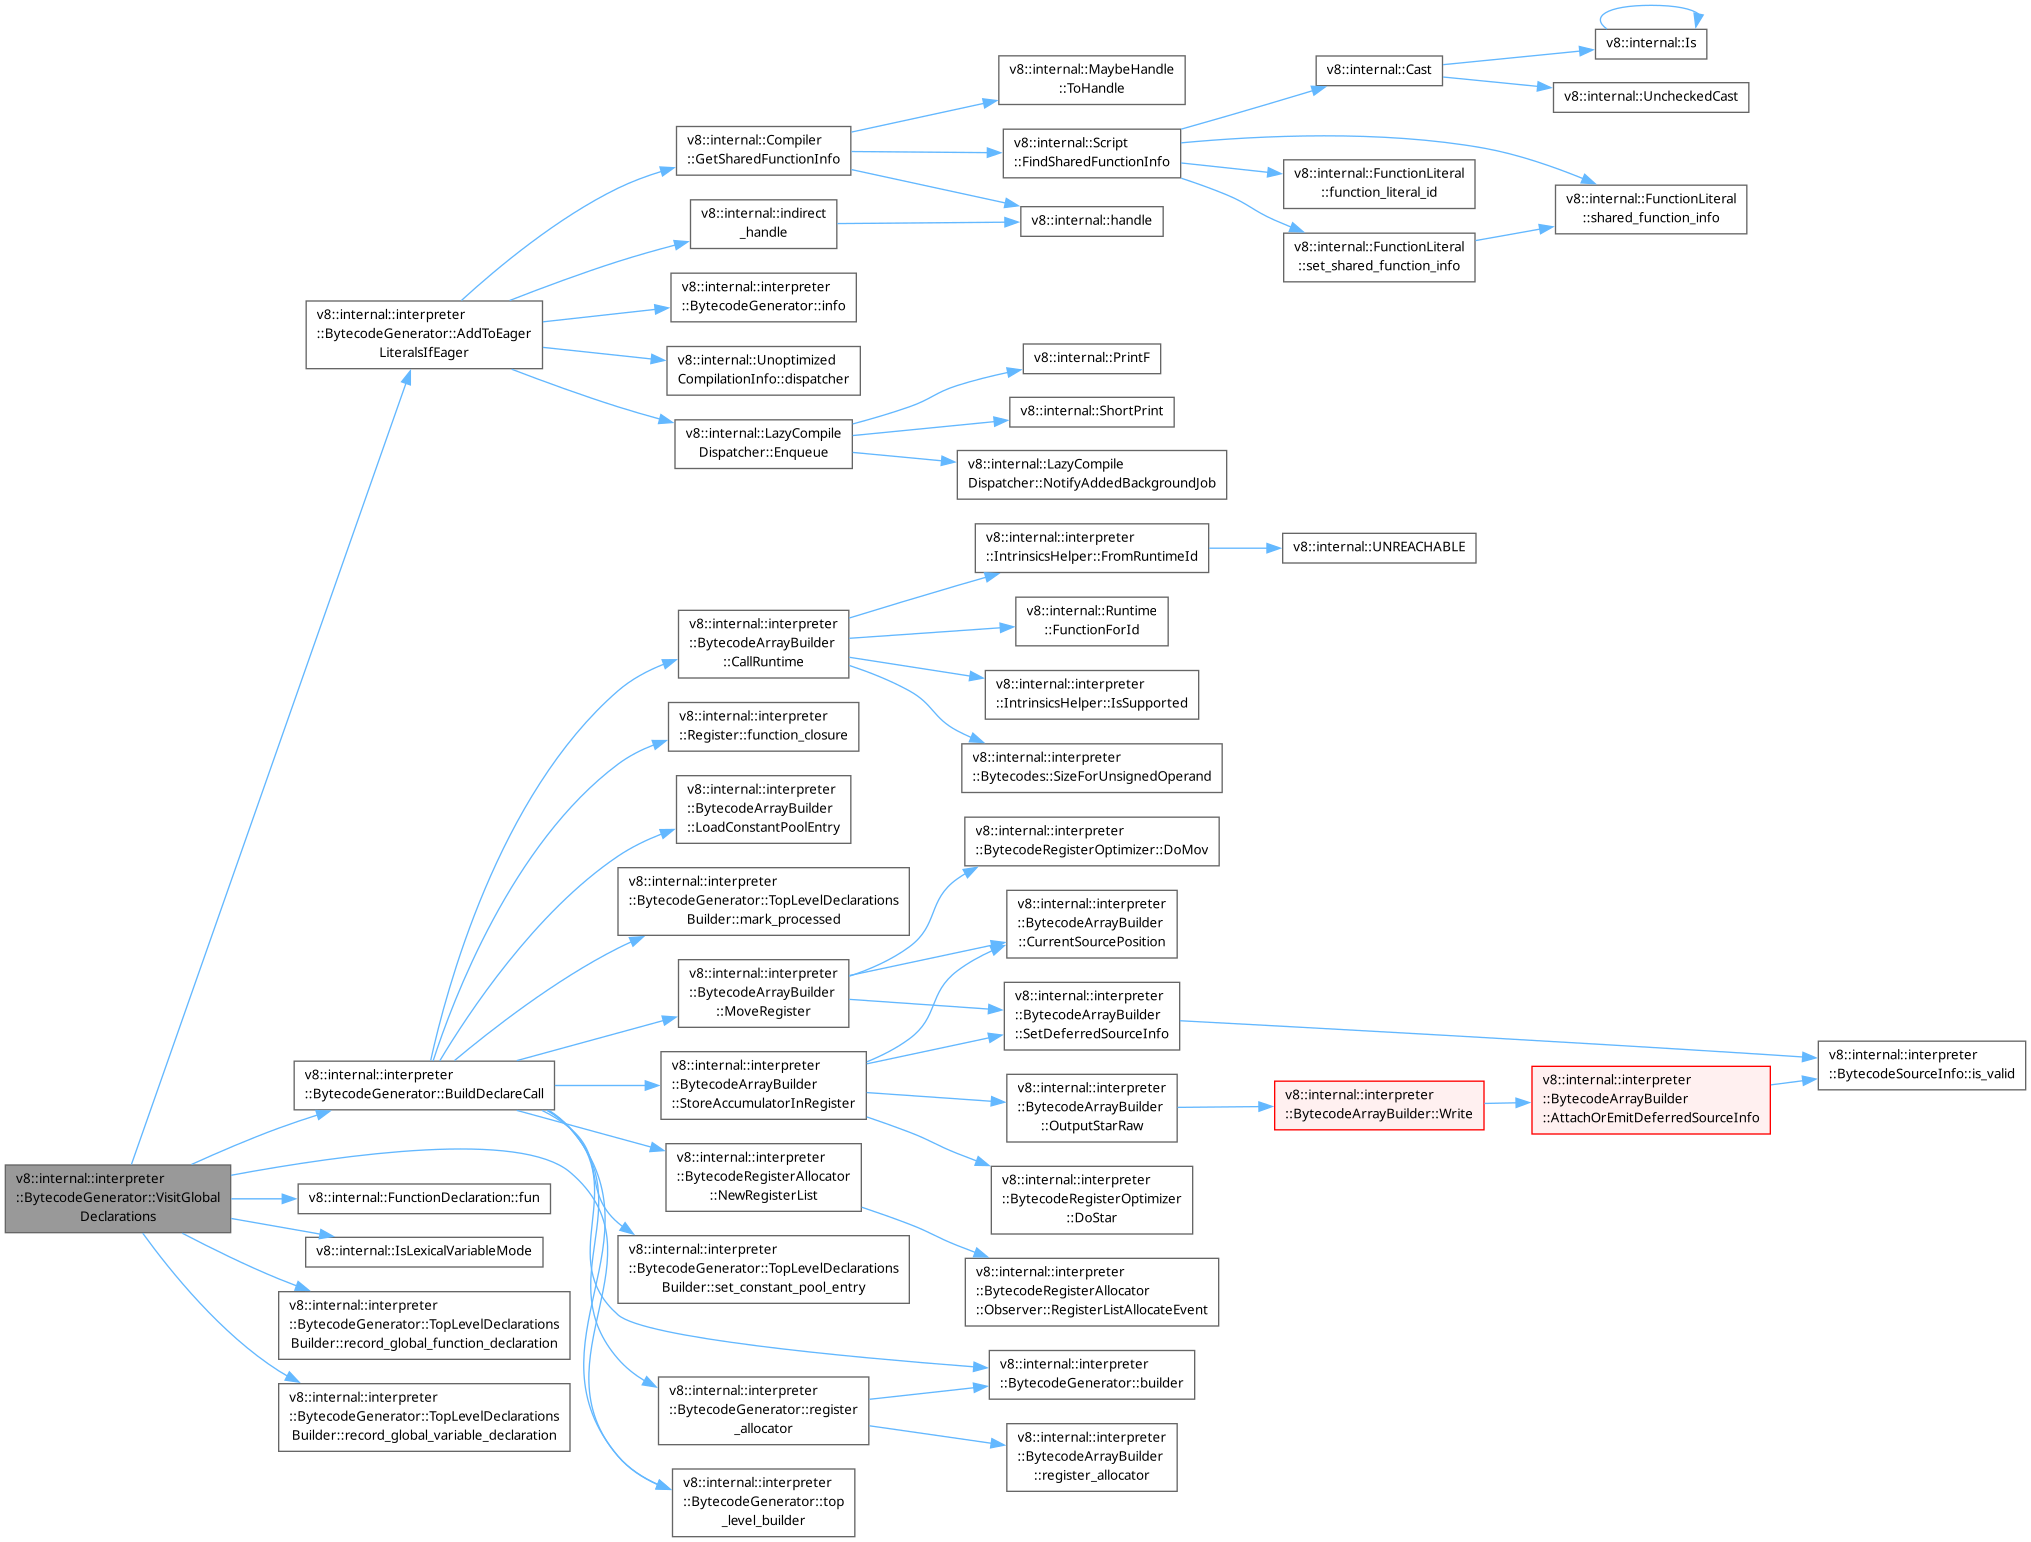 v8::internal::interpreter
::BytecodeGenerator::VisitGlobal
Declarations
v8::internal::interpreter
::BytecodeGenerator::AddToEager
LiteralsIfEager
v8::internal::Compiler
::GetSharedFunctionInfo
v8::internal::MaybeHandle
::ToHandle
v8::internal::Script
::FindSharedFunctionInfo
v8::internal::Cast
v8::internal::Is
v8::internal::UncheckedCast
v8::internal::FunctionLiteral
::function_literal_id
v8::internal::FunctionLiteral
::shared_function_info
v8::internal::FunctionLiteral
::set_shared_function_info
v8::internal::handle
v8::internal::indirect
_handle
v8::internal::interpreter
::BytecodeGenerator::info
v8::internal::Unoptimized
CompilationInfo::dispatcher
v8::internal::LazyCompile
Dispatcher::Enqueue
v8::internal::PrintF
v8::internal::ShortPrint
v8::internal::LazyCompile
Dispatcher::NotifyAddedBackgroundJob
v8::internal::interpreter
::BytecodeGenerator::BuildDeclareCall
v8::internal::interpreter
::BytecodeArrayBuilder
::CallRuntime
v8::internal::interpreter
::IntrinsicsHelper::FromRuntimeId
v8::internal::UNREACHABLE
v8::internal::Runtime
::FunctionForId
v8::internal::interpreter
::IntrinsicsHelper::IsSupported
v8::internal::interpreter
::Bytecodes::SizeForUnsignedOperand
v8::internal::interpreter
::Register::function_closure
v8::internal::interpreter
::BytecodeArrayBuilder
::LoadConstantPoolEntry
v8::internal::interpreter
::BytecodeGenerator::TopLevelDeclarations
Builder::mark_processed
v8::internal::interpreter
::BytecodeArrayBuilder
::MoveRegister
v8::internal::interpreter
::BytecodeRegisterOptimizer::DoMov
v8::internal::interpreter
::BytecodeArrayBuilder
::CurrentSourcePosition
v8::internal::interpreter
::BytecodeArrayBuilder
::SetDeferredSourceInfo
v8::internal::interpreter
::BytecodeSourceInfo::is_valid
v8::internal::interpreter
::BytecodeArrayBuilder
::StoreAccumulatorInRegister
v8::internal::interpreter
::BytecodeArrayBuilder
::OutputStarRaw
v8::internal::interpreter
::BytecodeArrayBuilder::Write
v8::internal::interpreter
::BytecodeArrayBuilder
::AttachOrEmitDeferredSourceInfo
v8::internal::interpreter
::BytecodeRegisterOptimizer
::DoStar
v8::internal::interpreter
::BytecodeRegisterAllocator
::NewRegisterList
v8::internal::interpreter
::BytecodeRegisterAllocator
::Observer::RegisterListAllocateEvent
v8::internal::interpreter
::BytecodeGenerator::TopLevelDeclarations
Builder::set_constant_pool_entry
v8::internal::interpreter
::BytecodeGenerator::builder
v8::internal::interpreter
::BytecodeGenerator::register
_allocator
v8::internal::interpreter
::BytecodeArrayBuilder
::register_allocator
v8::internal::interpreter
::BytecodeGenerator::top
_level_builder
v8::internal::FunctionDeclaration::fun
v8::internal::IsLexicalVariableMode
v8::internal::interpreter
::BytecodeGenerator::TopLevelDeclarations
Builder::record_global_function_declaration
v8::internal::interpreter
::BytecodeGenerator::TopLevelDeclarations
Builder::record_global_variable_declaration